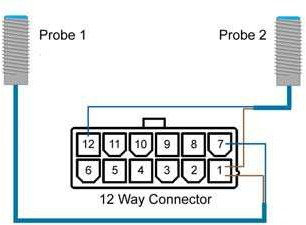 Probe 1 Probe 2
12 11 10 9 8 7
6 5 4 3 2 1
12 Way Connector